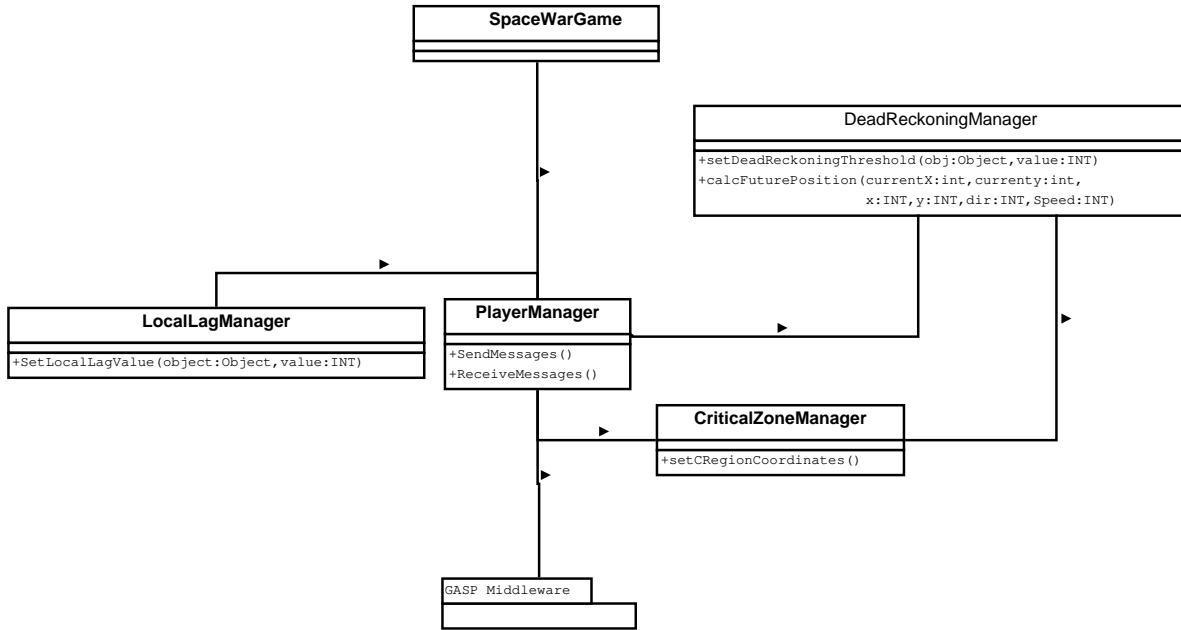 SpaceWarGame
DeadReckoningManager
+setDeadReckoningThreshold(obj:Object,value:INT)
+calcFuturePosition(currentX:int,currenty:int,
x:INT,y:INT,dir:INT,Speed:INT)
LocalLagManager
+SetLocalLagValue(object:Object,value:INT)
PlayerManager
+SendMessages()
+ReceiveMessages()
CriticalZoneManager
+setCRegionCoordinates()
GASP Middleware